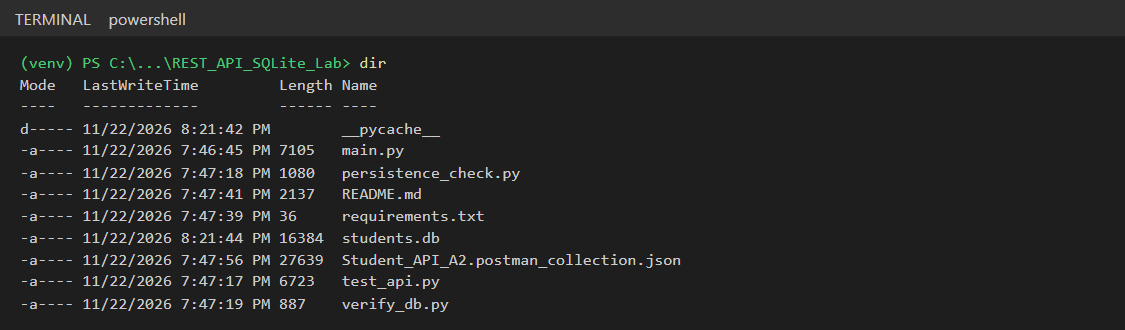 TERMINAL powershell
(venv) PS C:\...\REST_API_SQLite_Lab> dir
Mode LastWriteTime Length Name
---- ------------- ------ ----
d----- 11/22/2026 8:21:42 PM __pycache__
-a---- 11/22/2026 7:46:45 PM 7105 main.py
-a---- 11/22/2026 7:47:18 PM 1080 persistence_check.py
-a---- 11/22/2026 7:47:41 PM 2137 README.md
-a---- 11/22/2026 7:47:39 PM 36 requirements.txt
-a---- 11/22/2026 8:21:44 PM 16384 students.db
-a---- 11/22/2026 7:47:56 PM 27639 Student_API_A2.postman_collection.json
-a---- 11/22/2026 7:47:17 PM 6723 test_api.py
-a---- 11/22/2026 7:47:19 PM 887 verify_db.py